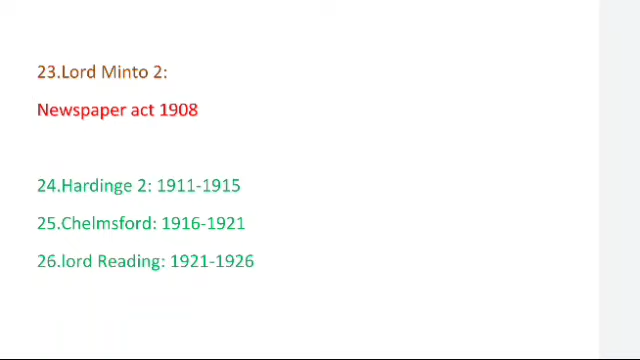 23.Lord Minto 2:
Newspaper act 1908
24.Hardinge 2: 1911-1915
25.Chelmsford: 1916-1921
26.lord Reading: 1921-1926